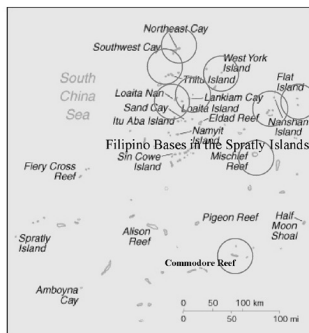 Northeast Cay
Southwest Cay
West York
Island
South
China
Sea
Thitu Island
Flat
Island
Loaita Nan
Lankiam Cay
Sand Cay
Loaita Island
Itu Aba Island
Eldad Reef
Nanshan
Island
Namyit
Island
Filipino Bases in the Spratly Islands
Sin Cowe
Island
Mischief
Reef
Fiery Cross
Reef
Pigeon Reef
Half
Moon
Shoal
Alison
Reef
Spratly
Island
Commodore Reef
Amboyna
Cay
0 50 100 km
0 50 100 mi